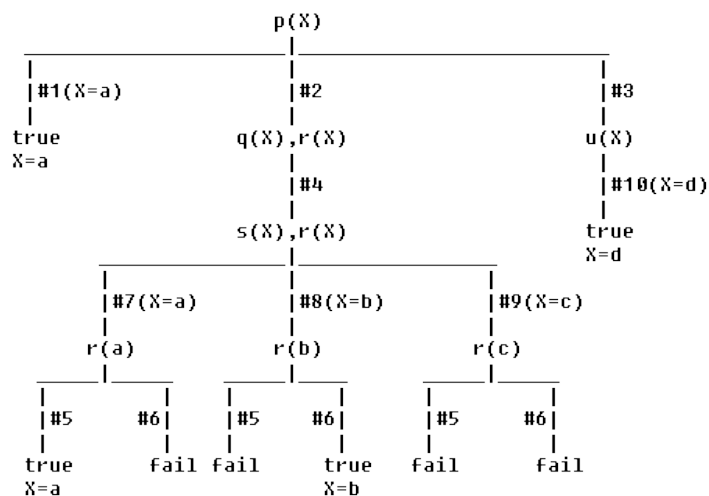 p(X)
#1(X=a) #2 #3
true q(X),r(X) u(X)
X=a
#4 #10(X=d)
s(X),r(X) true
X=d
#7(X=a) #8(X=b) #9(X=c)
r(a) r(b) r(c)
#5 #6 #5 #6 #5 #6
true fail fail true fail fail
X=a X=b